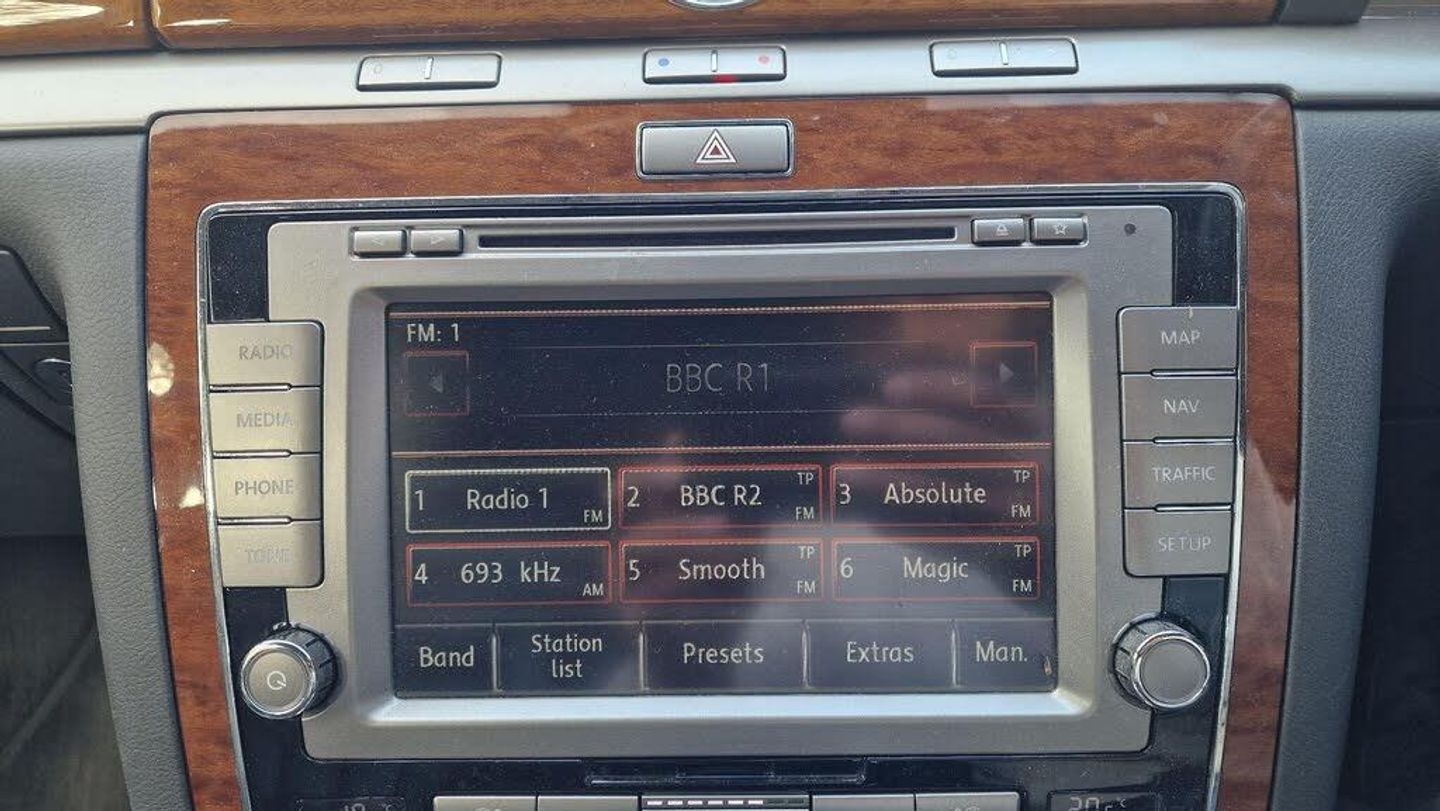 RADIO
MEDIA
PHONE
TONE
MAP
NAV
TRAFFIC
SETUP
FM: 1
BBC R1
1 Radio 1 FM
2 BBC R2 TP FM
3 Absolute TP FM
4 693 kHz AM
5 Smooth TP FM
6 Magic TP FM
Band
Station
list
Presets
Extras
Man.